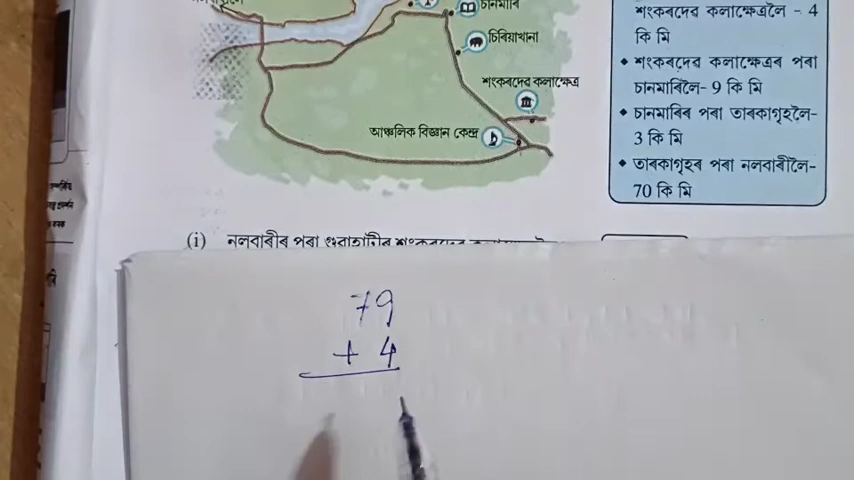 চানমাৰি
চিৰিয়াখানা
শংকৰদেৱ কলাক্ষেত্ৰ
আঞ্চলিক বিজ্ঞান কেন্দ্ৰ
শংকৰদেৱ কলাক্ষেত্ৰলৈ - 4
কি মি
♦ শংকৰদেৱ কলাক্ষেত্ৰৰ পৰা
চানমাৰিলৈ- 9 কি মি
♦ চানমাৰিৰ পৰা তাৰকাগৃহলৈ-
3 কি মি
♦ তাৰকাগৃহৰ পৰা নলবাৰীলৈ-
70 কি মি
(i) নলবাৰীৰ পৰা গুৱাহাটীৰ
79
+ 4